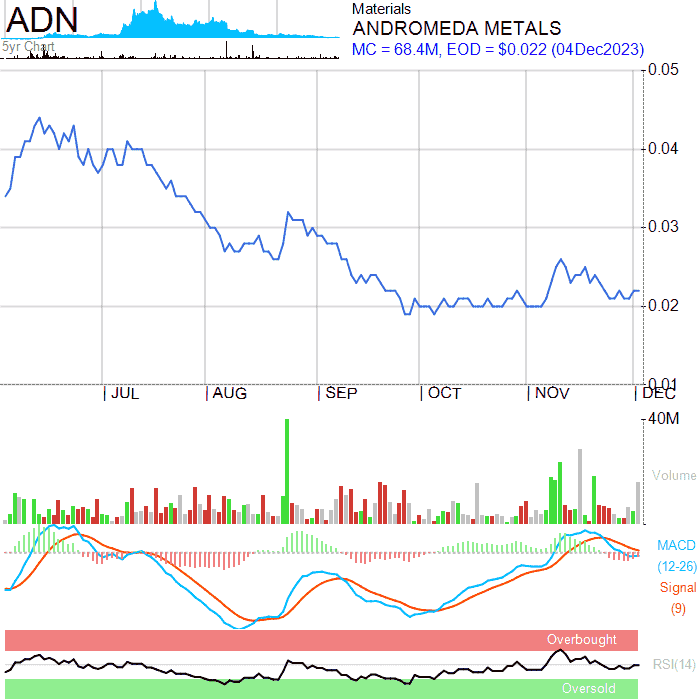 ADN
5yr Chart
Materials
ANDROMEDA METALS
MC = 68.4M, EOD = $0.022 (04Dec2023)
0.05
0.04
0.03
0.02
0.01
JUL AUG SEP OCT NOV DEC
40M
Volume
MACD
(12-26)
Signal
(9)
Overbought
RSI(14)
Oversold